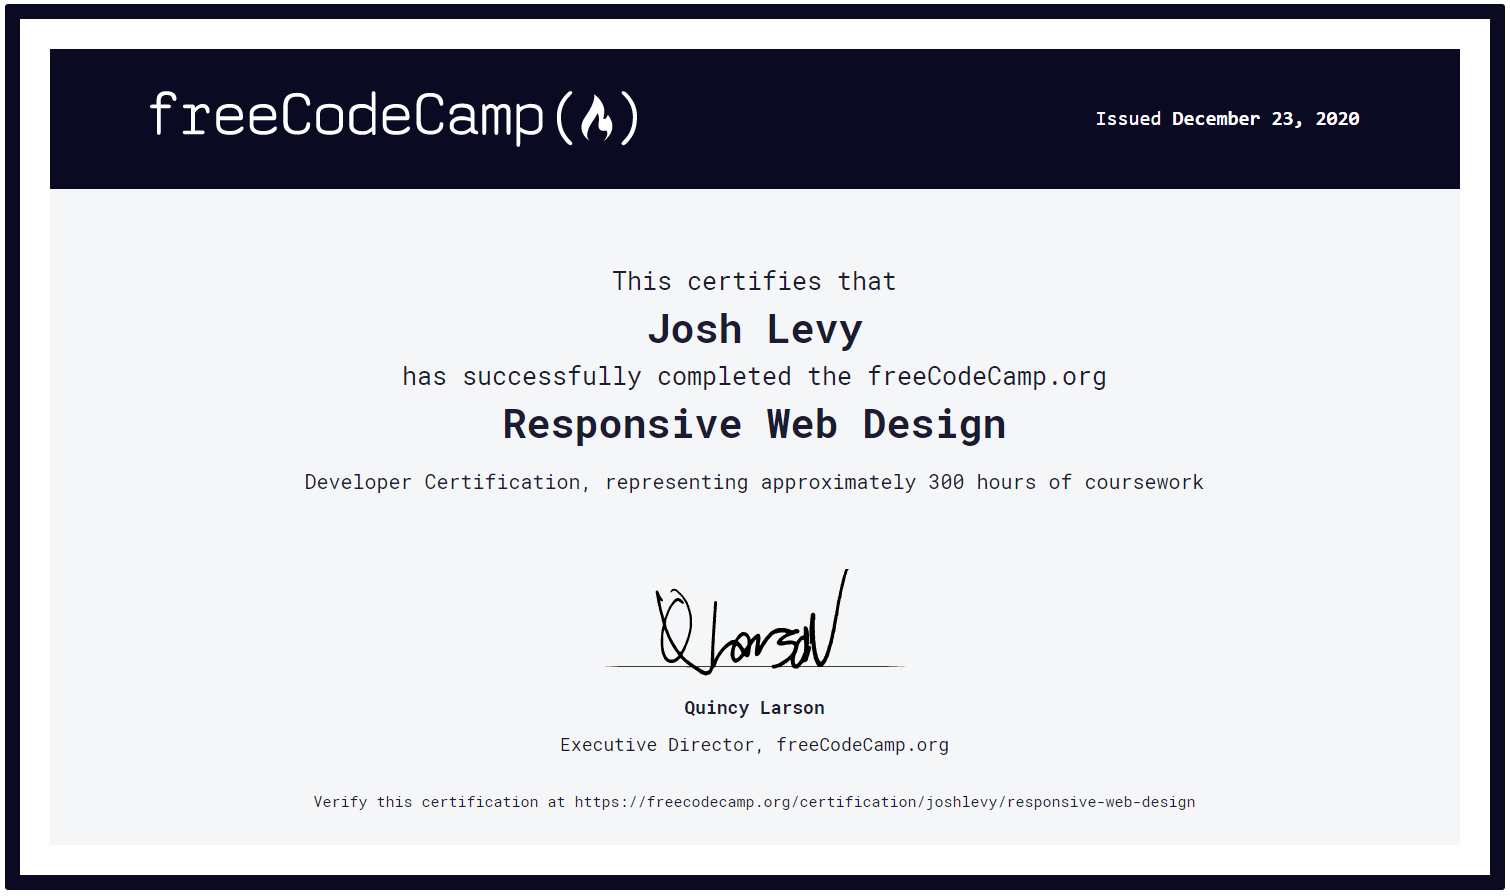 freeCodeCamp(🔥)
Issued December 23, 2020
This certifies that
Josh Levy
has successfully completed the freeCodeCamp.org
Responsive Web Design
Developer Certification, representing approximately 300 hours of coursework
Q Larson
Quincy Larson
Executive Director, freeCodeCamp.org
Verify this certification at https://freecodecamp.org/certification/joshlevy/responsive-web-design